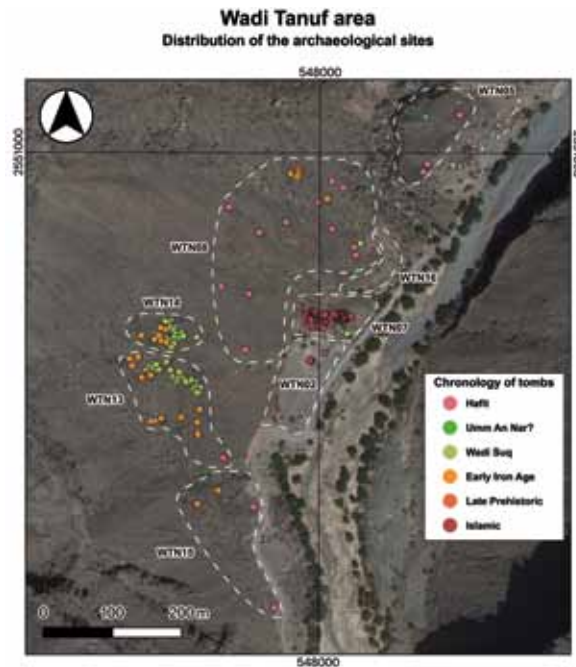 Wadi Tanuf area
Distribution of the archaeological sites
548000
2551000
WTN05
WTN08
WTN16
WTN14
WTN07
WTN13
WTN02
WTN15
Chronology of tombs
Hafit
Umm An Nar?
Wadi Suq
Early Iron Age
Late Prehistoric
Islamic
0 100 200 m
548000